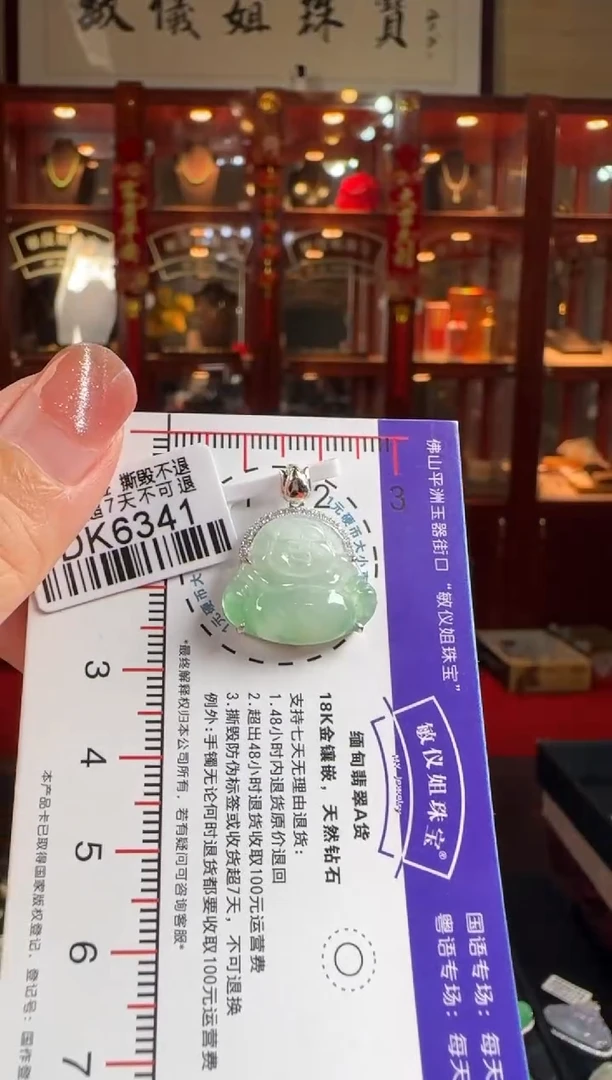 敏儀姐珠寶
撕毁不退
超7天不可退
DK6341
2
3
1元硬币大小
佛山平洲玉器街口 “敏仪姐珠宝”
敏仪姐珠宝®
国语专场：每天
粤语专场：每天
缅甸翡翠A货
18K金镶嵌，天然钻石
支持七天无理由退货：
1.48小时内退货原价退回
2.超出48小时退货收取100元运营费
3.撕毁防伪标签或收货超7天，不可退换
例外：手镯无论何时退货都要收取100元运营费
*最终解释权归本公司所有，若有疑问可咨询客服*
3
4
5
6
7
本产品卡已取得国家版权登记，登记号：国作登